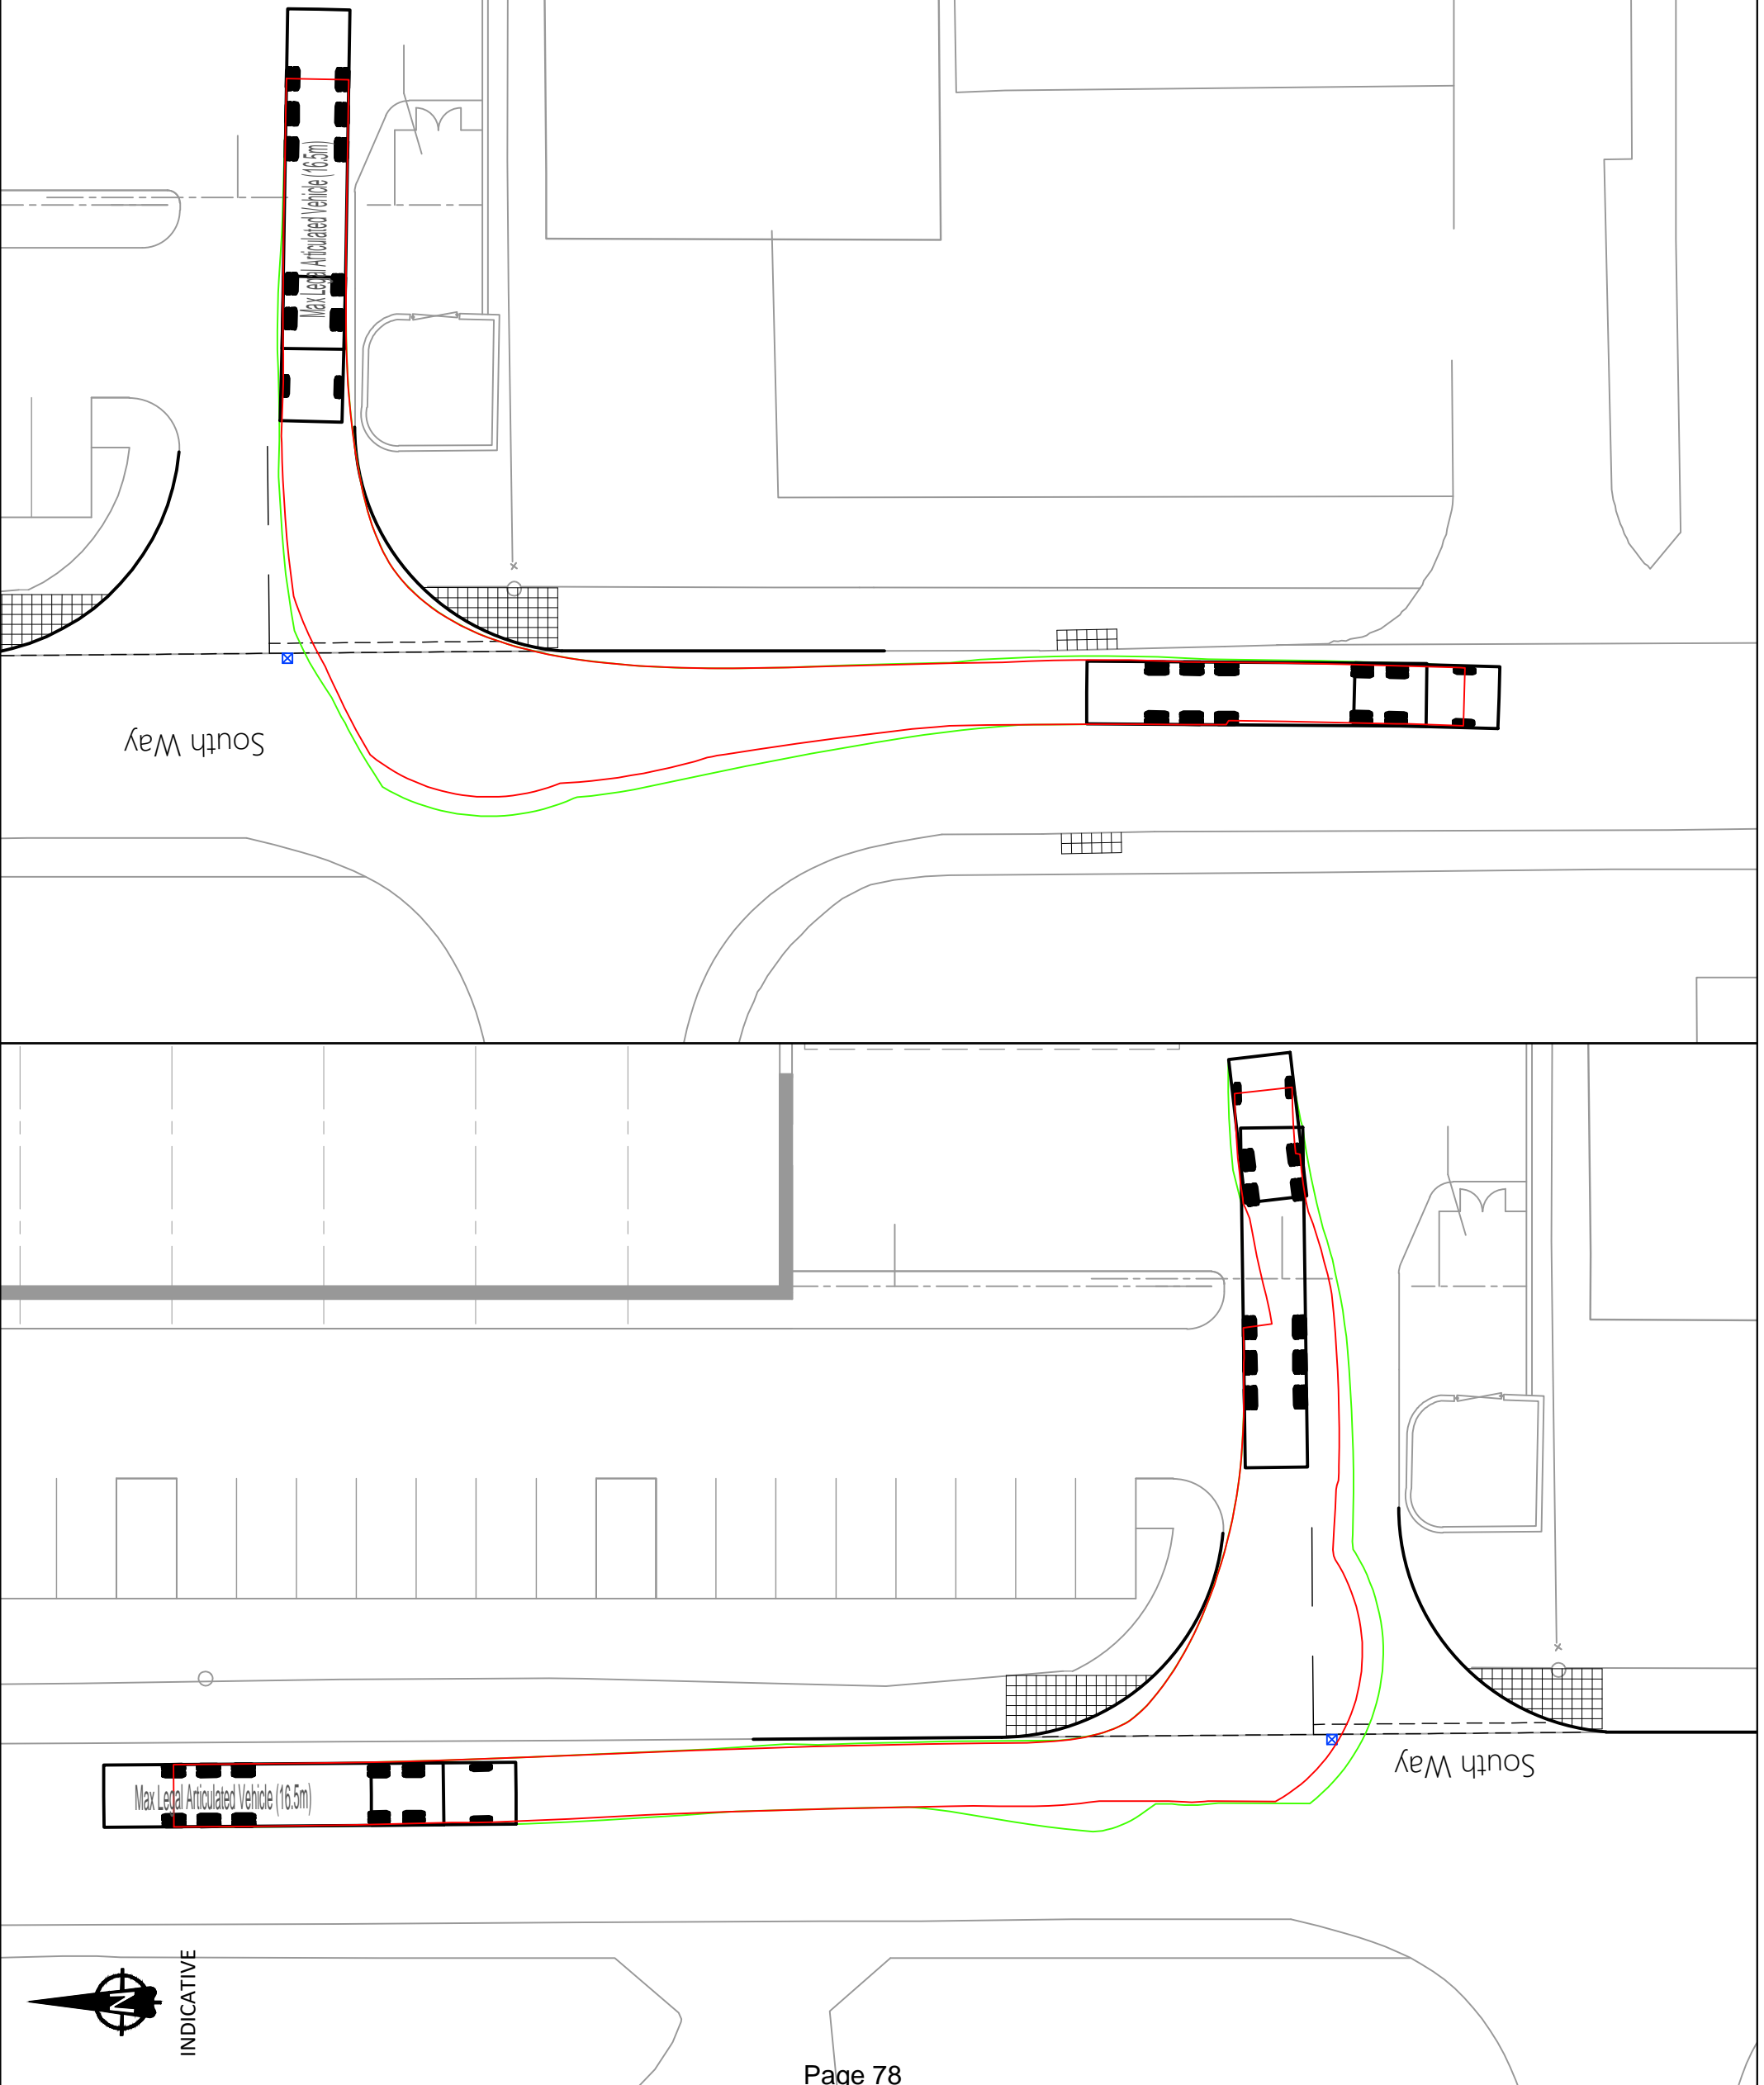 Max Legal Articulated Vehicle (16.5m)
South Way
South Way
Max Legal Articulated Vehicle (16.5m)
N
INDICATIVE
Page 78